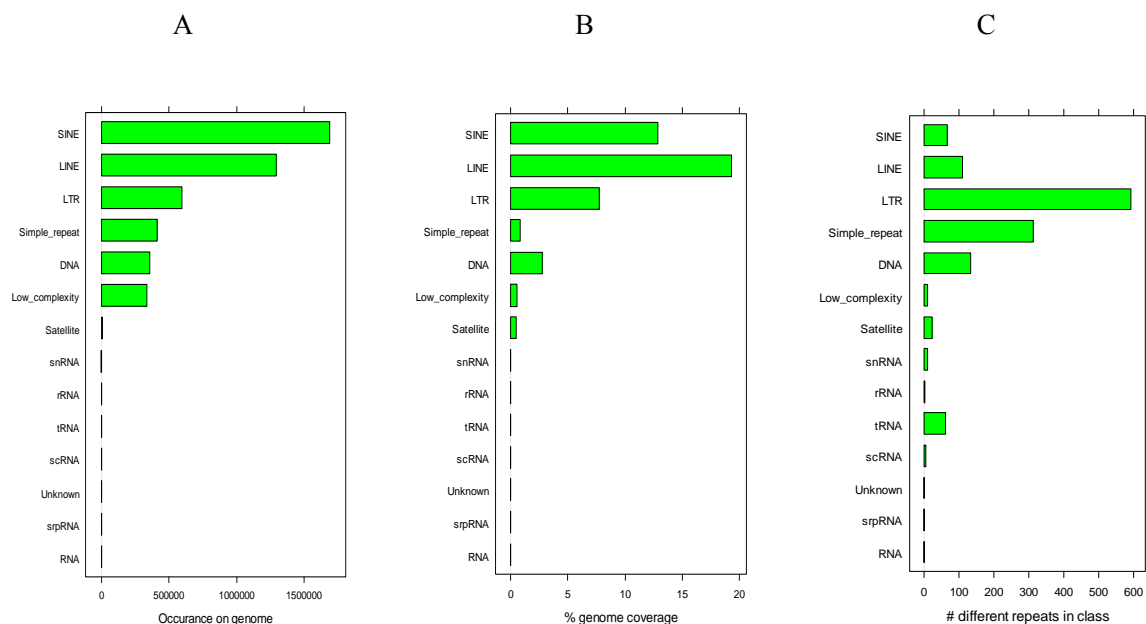 A
B
C
SINE
LINE
LTR
Simple_repeat
DNA
Low_complexity
Satellite
snRNA
rRNA
tRNA
scRNA
Unknown
srpRNA
RNA
0 500000 1000000 1500000
Occurance on genome
SINE
LINE
LTR
Simple_repeat
DNA
Low_complexity
Satellite
snRNA
rRNA
tRNA
scRNA
Unknown
srpRNA
RNA
0 5 10 15 20
% genome coverage
SINE
LINE
LTR
Simple_repeat
DNA
Low_complexity
Satellite
snRNA
rRNA
tRNA
scRNA
Unknown
srpRNA
RNA
0 100 200 300 400 500 600
# different repeats in class